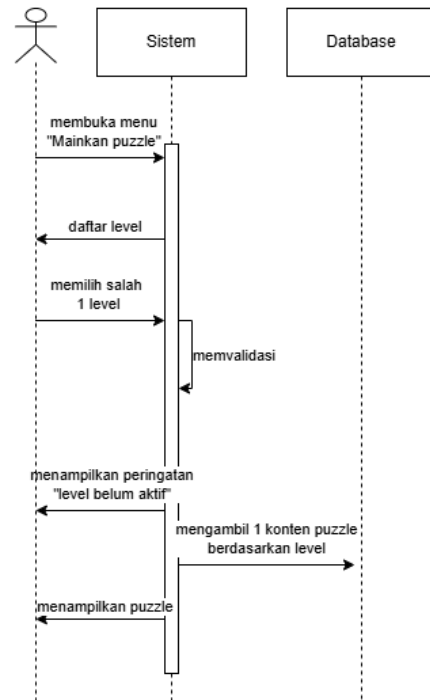 Sistem
Database
membuka menu
"Mainkan puzzle"
daftar level
memilih salah
1 level
memvalidasi
menampilkan peringatan
"level belum aktif"
mengambil 1 konten puzzle
berdasarkan level
menampilkan puzzle